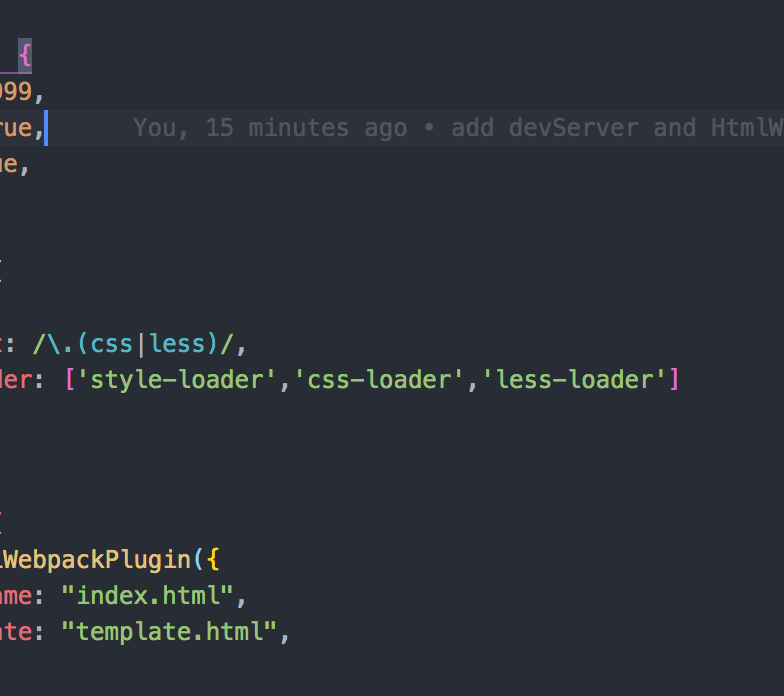 {
999,
rue,    You, 15 minutes ago • add devServer and HtmlW
ue,
{
t: /\.(css|less)/,
der: ['style-loader','css-loader','less-loader']
[
lWebpackPlugin({
ame: "index.html",
ate: "template.html",